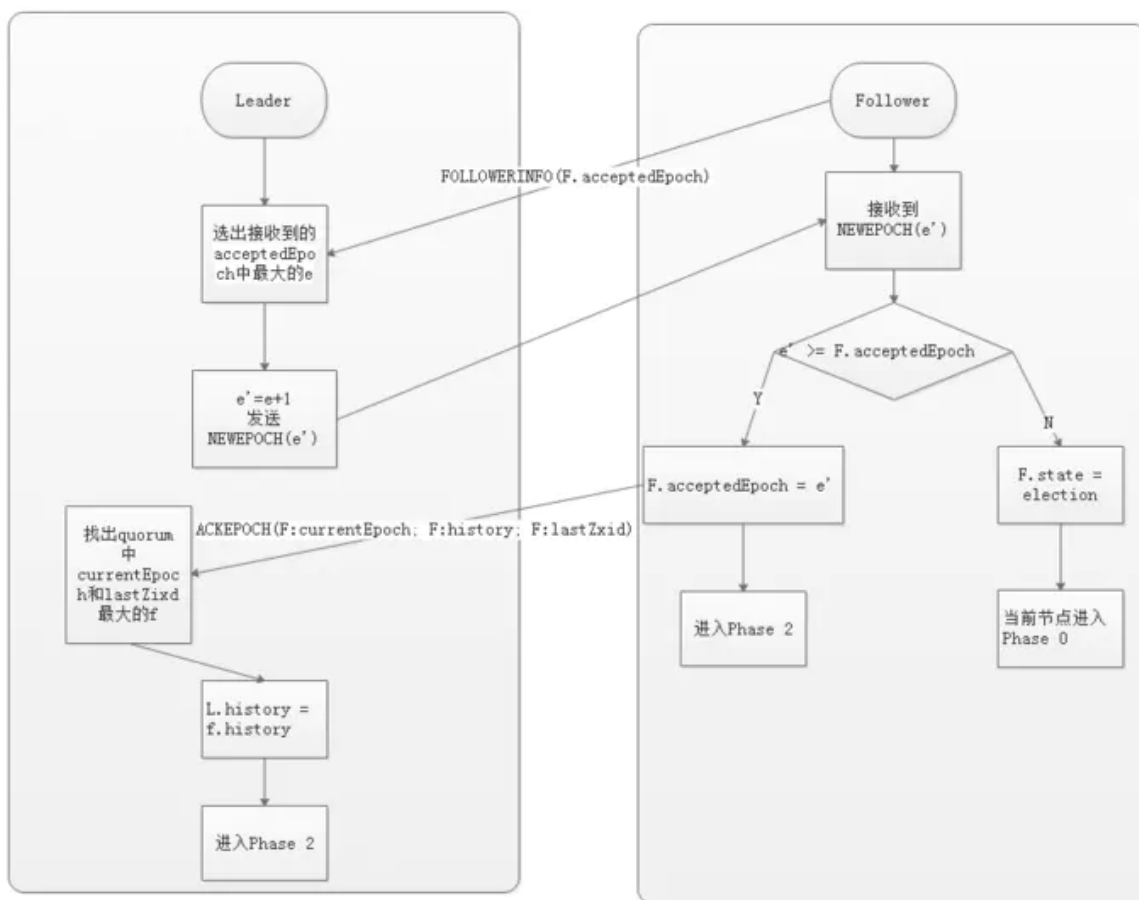 Leader
Follower
FOLLOWERINFO(F.acceptedEpoch)
选出接收到的
acceptedEpo
ch中最大的e
接收到
NEWEPOCH(e')
e' >= F.acceptedEpoch
e'=e+1
发送
NEWEPOCH(e')
Y
N
F.acceptedEpoch = e'
F.state =
election
ACKEPOCH(F:currentEpoch; F:history; F:lastZxid)
找出quorum
中
currentEpoc
h和lastZixd
最大的f
进入Phase 2
当前节点进入
Phase 0
L.history =
f.history
进入Phase 2